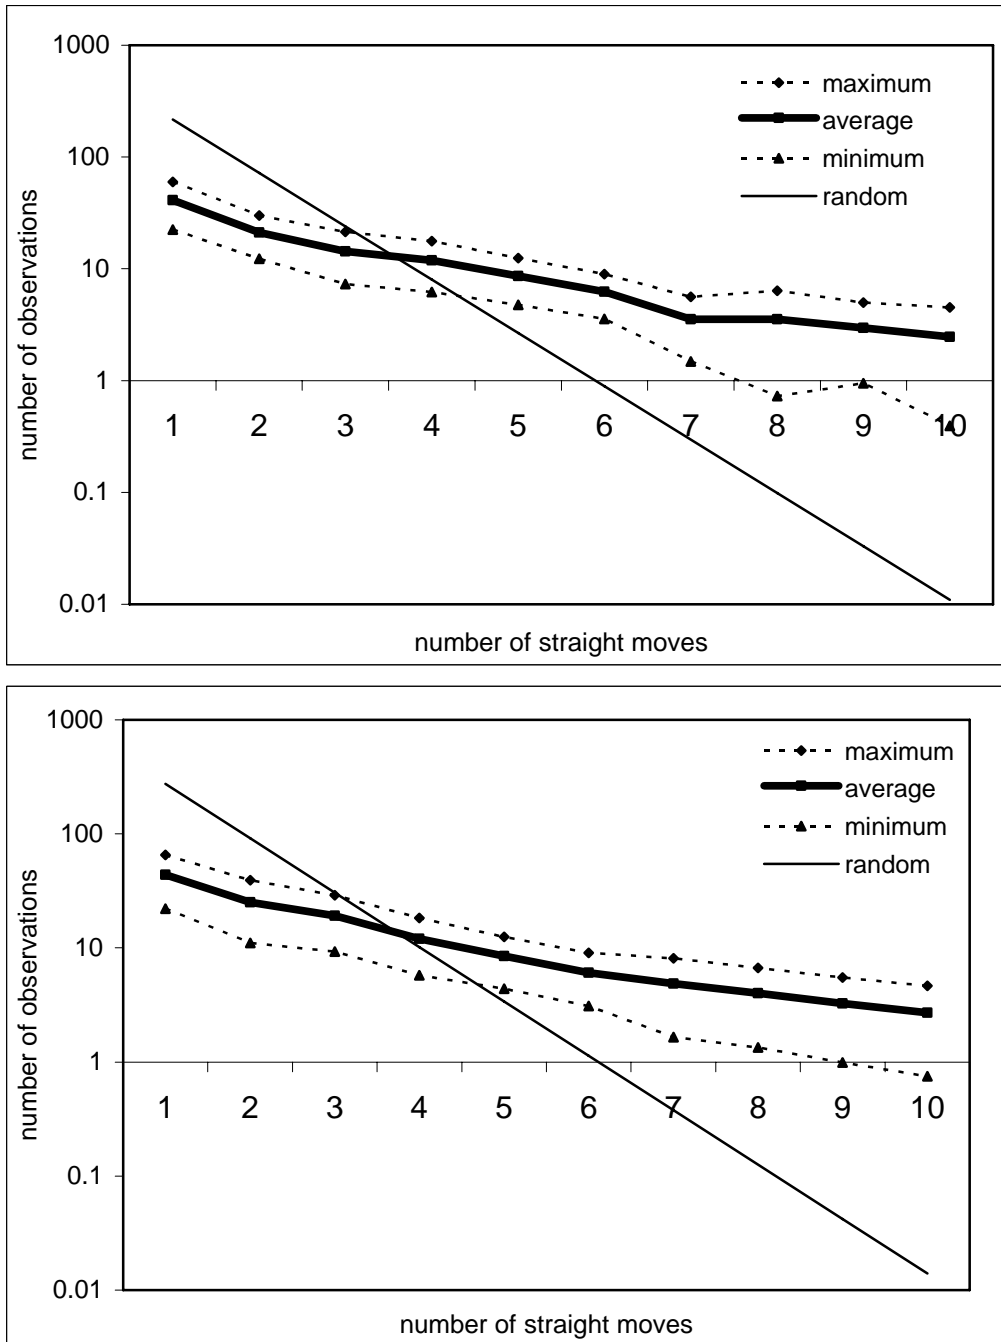 1000
100
10
1
0.1
0.01
number of observations
maximum
average
minimum
random
1 2 3 4 5 6 7 8 9 10
number of straight moves
1000
100
10
1
0.1
0.01
number of observations
maximum
average
minimum
random
1 2 3 4 5 6 7 8 9 10
number of straight moves